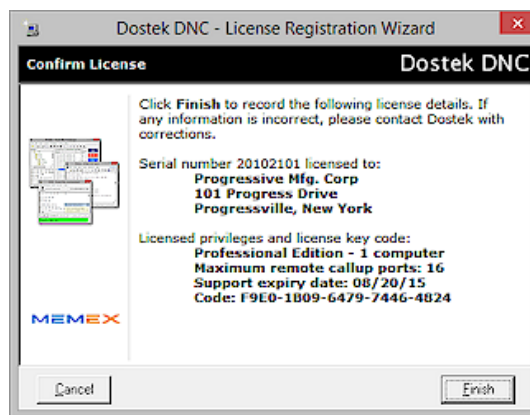 Dostek DNC - License Registration Wizard
Confirm License
Dostek DNC
Click Finish to record the following license details. If
any information is incorrect, please contact Dostek with
corrections.
Serial number 20102101 licensed to:
Progressive Mfg. Corp
101 Progress Drive
Progressville, New York
Licensed privileges and license key code:
Professional Edition - 1 computer
Maximum remote callup ports: 16
Support expiry date: 08/20/15
Code: F9E0-1B09-6479-7446-4824
MEMEX
Cancel
Finish